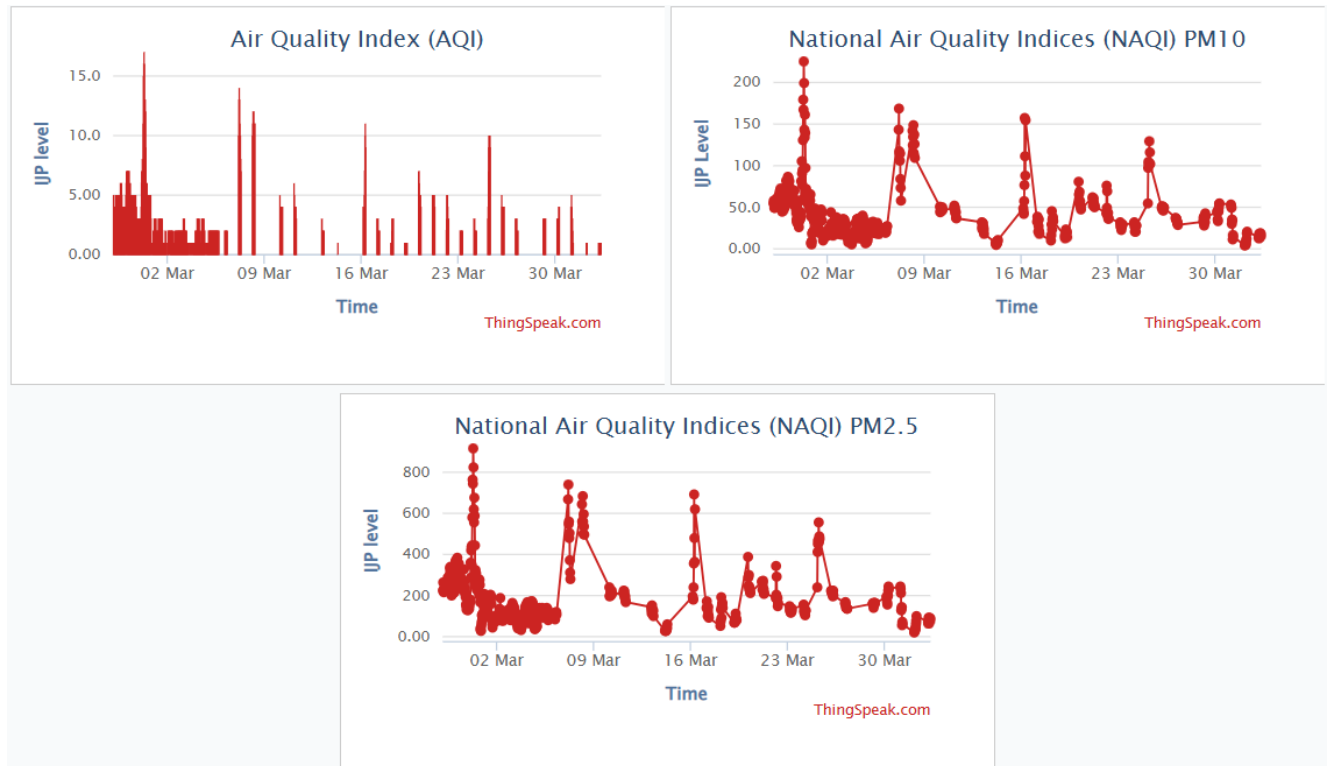 Air Quality Index (AQI)
IJP level
15.0
10.0
5.00
0.00
02 Mar 09 Mar 16 Mar 23 Mar 30 Mar
Time
ThingSpeak.com
National Air Quality Indices (NAQI) PM10
IJP Level
200
150
100
50.0
0.00
02 Mar 09 Mar 16 Mar 23 Mar 30 Mar
Time
ThingSpeak.com
National Air Quality Indices (NAQI) PM2.5
IJP level
800
600
400
200
0.00
02 Mar 09 Mar 16 Mar 23 Mar 30 Mar
Time
ThingSpeak.com